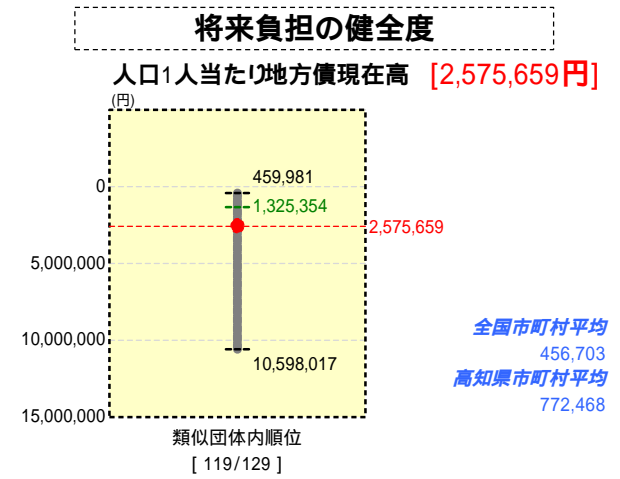 将来負担の健全度
人口1人当たり地方債現在高 [2,575,659円]
(円)
459,981
0
1,325,354
2,575,659
5,000,000
全国市町村平均
456,703
10,000,000
10,598,017
高知県市町村平均
772,468
15,000,000
類似団体内順位
[ 119/129 ]